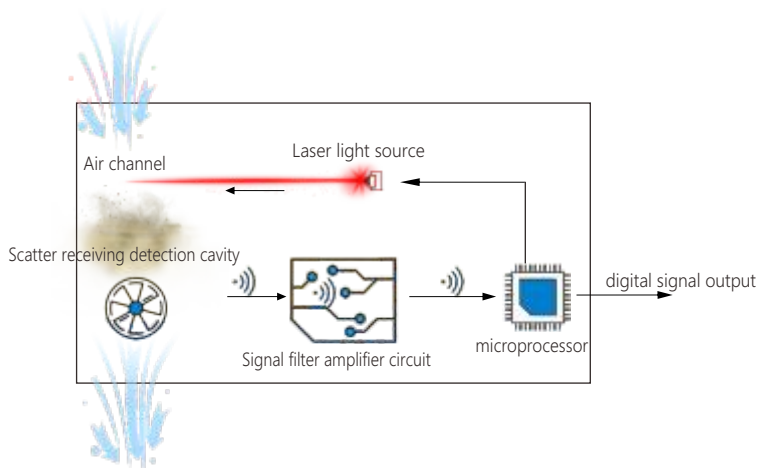 Air channel
Laser light source
Scatter receiving detection cavity
digital signal output
Signal filter amplifier circuit
microprocessor